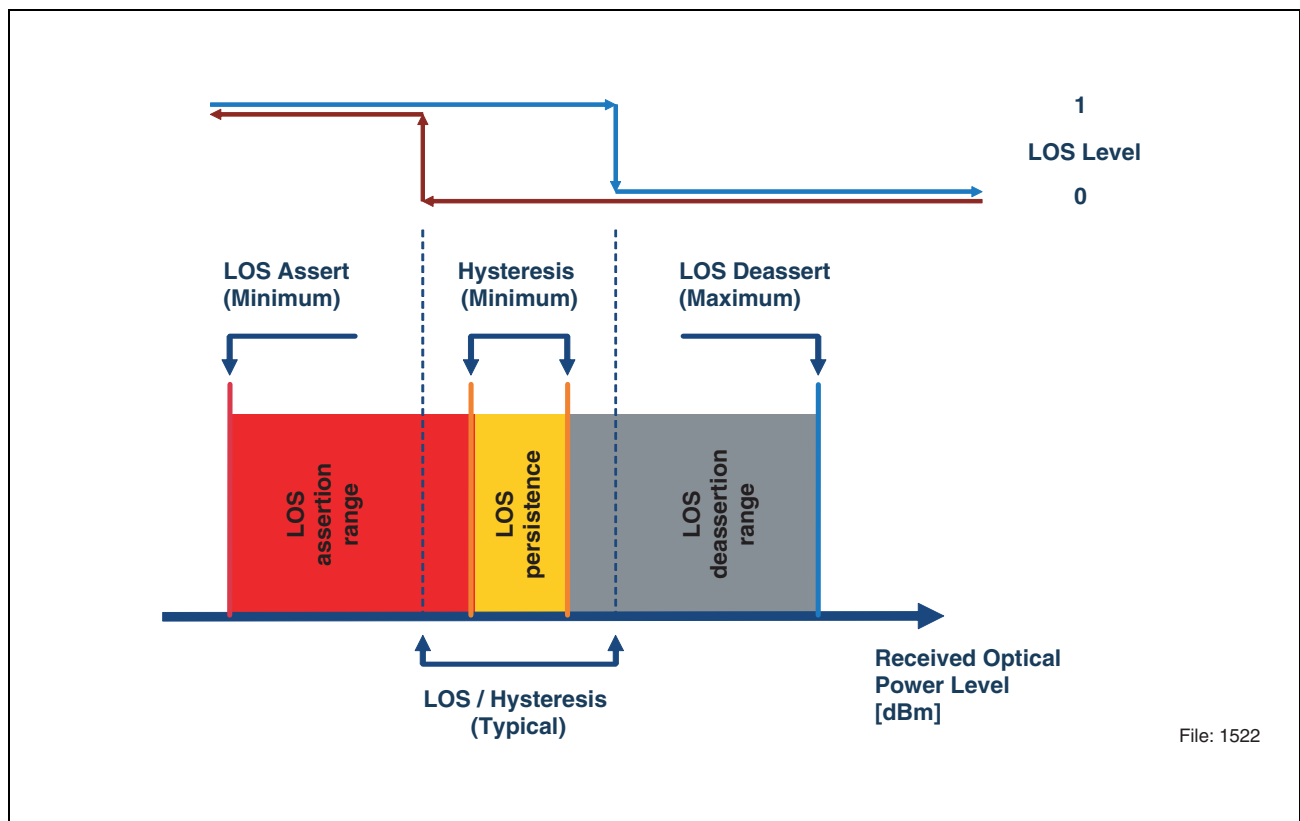 1
LOS Level
0
LOS Assert
(Minimum)
Hysteresis
(Minimum)
LOS Deassert
(Maximum)
LOS
assertion
range
LOS
persistence
LOS
deassertion
range
Received Optical
Power Level
[dBm]
LOS / Hysteresis
(Typical)
File: 1522